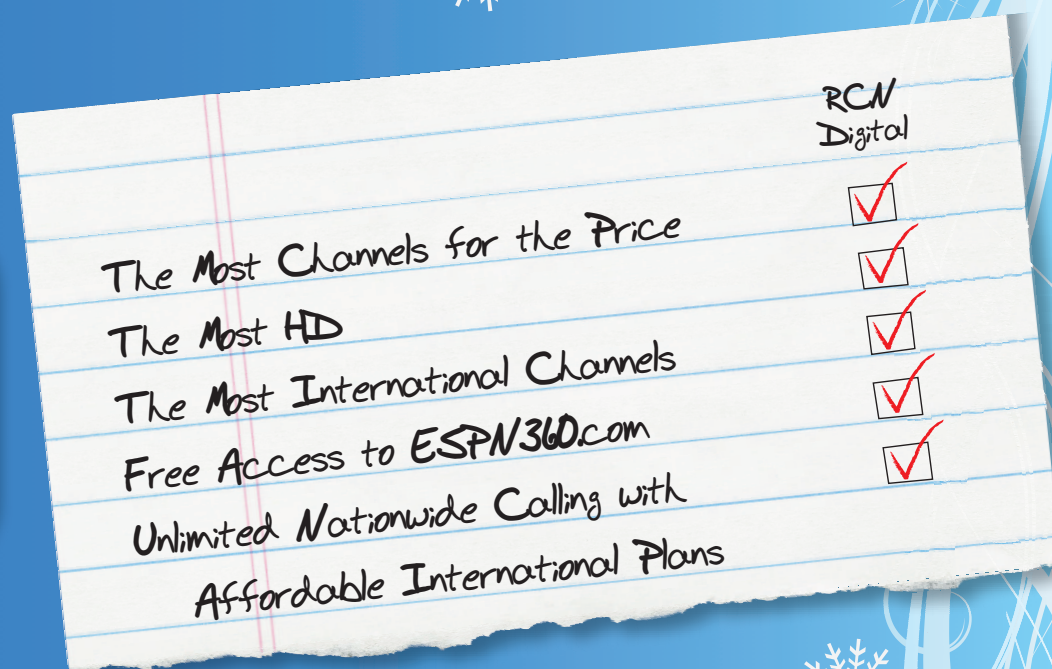 RCN
Digital
The Most Channels for the Price
The Most HD
The Most International Channels
Free Access to ESPN360.com
Unlimited Nationwide Calling with
Affordable International Plans